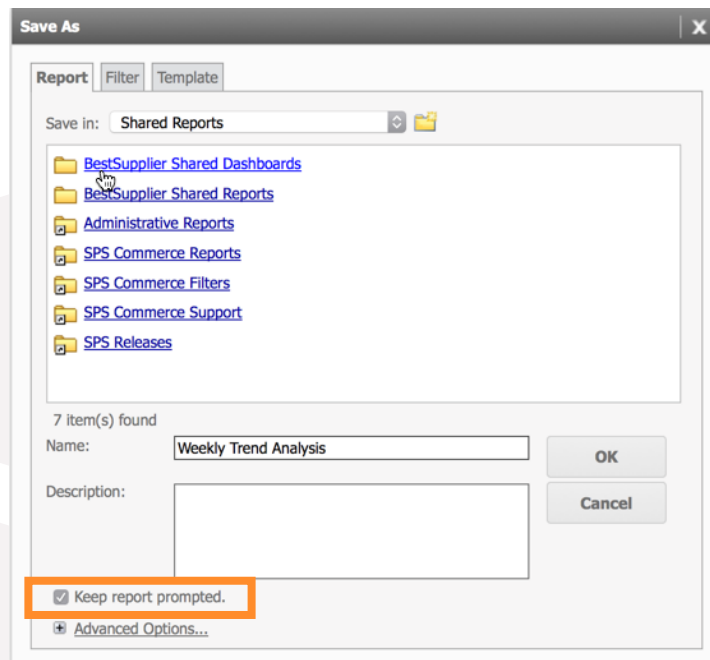 Save As
X
Report Filter Template
Save in: Shared Reports
BestSupplier Shared Dashboards
BestSupplier Shared Reports
Administrative Reports
SPS Commerce Reports
SPS Commerce Filters
SPS Commerce Support
SPS Releases
7 item(s) found
Name: Weekly Trend Analysis
OK
Description:
Cancel
Keep report prompted.
Advanced Options...